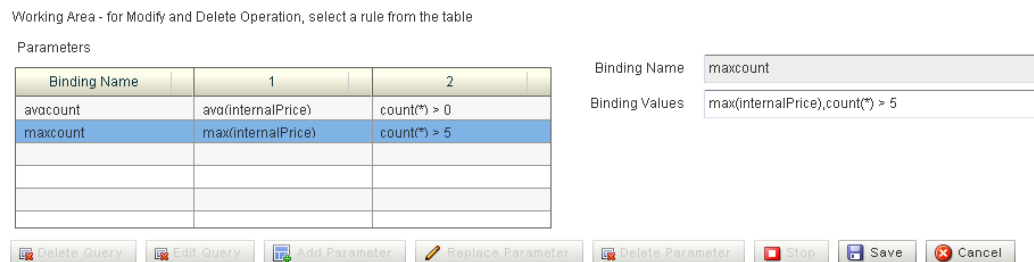 Working Area - for Modify and Delete Operation, select a rule from the table
Parameters
Binding Name 1 2
avgcount avg(internalPrice) count(*) > 0
maxcount max(internalPrice) count(*) > 5
Binding Name maxcount
Binding Values max(internalPrice),count(*) > 5
Delete Query Edit Query Add Parameter Replace Parameter Delete Parameter Stop Save Cancel